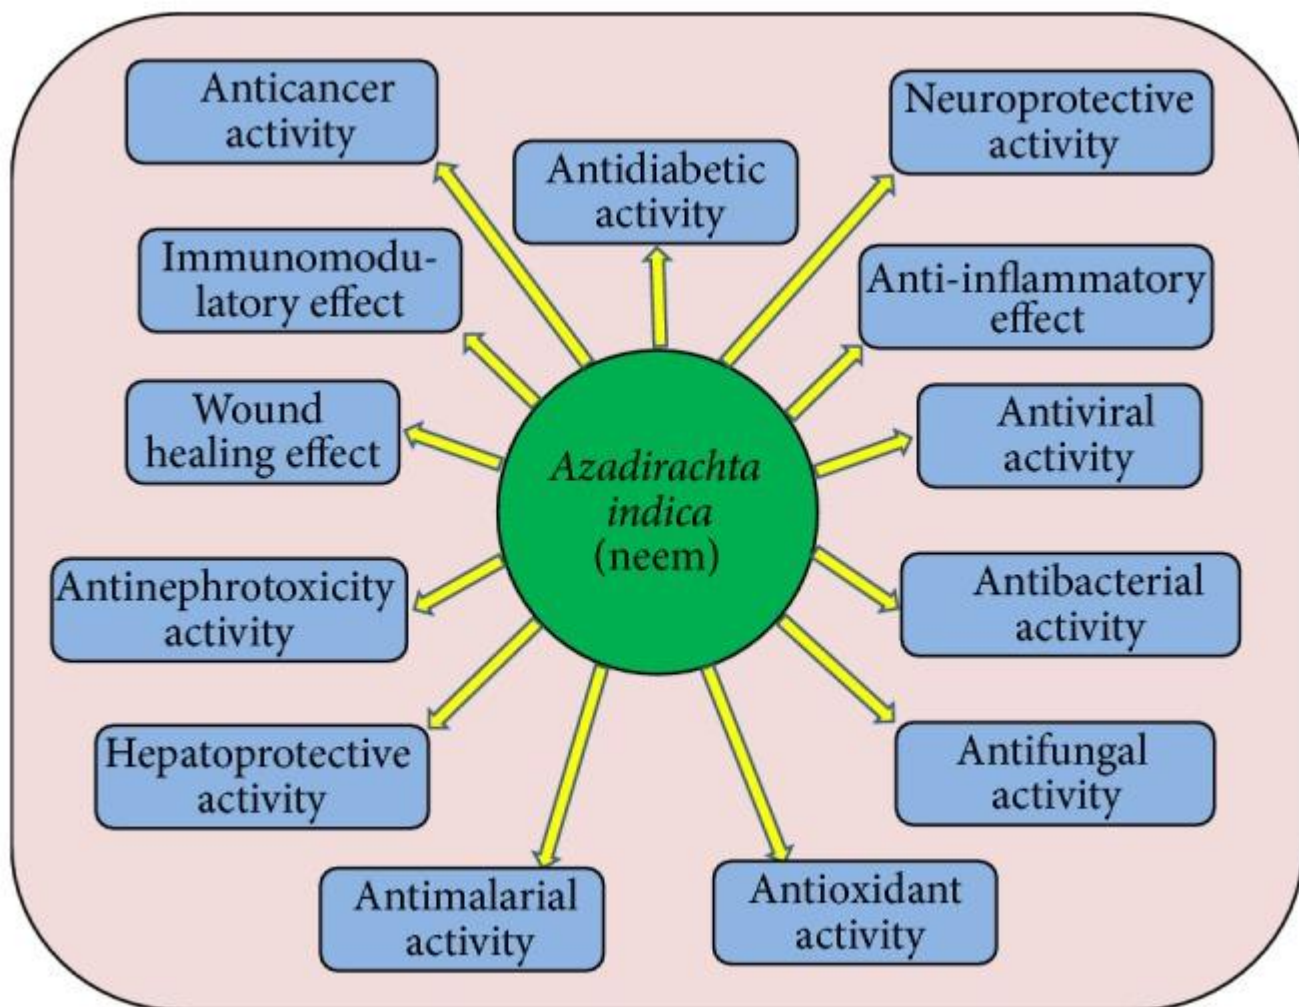 Anticancer
activity
Antidiabetic
activity
Neuroprotective
activity
Immunomodu-
latory effect
Anti-inflammatory
effect
Wound
healing effect
Antiviral
activity
Azadirachta
indica
(neem)
Antinephrotoxicity
activity
Antibacterial
activity
Hepatoprotective
activity
Antifungal
activity
Antimalarial
activity
Antioxidant
activity